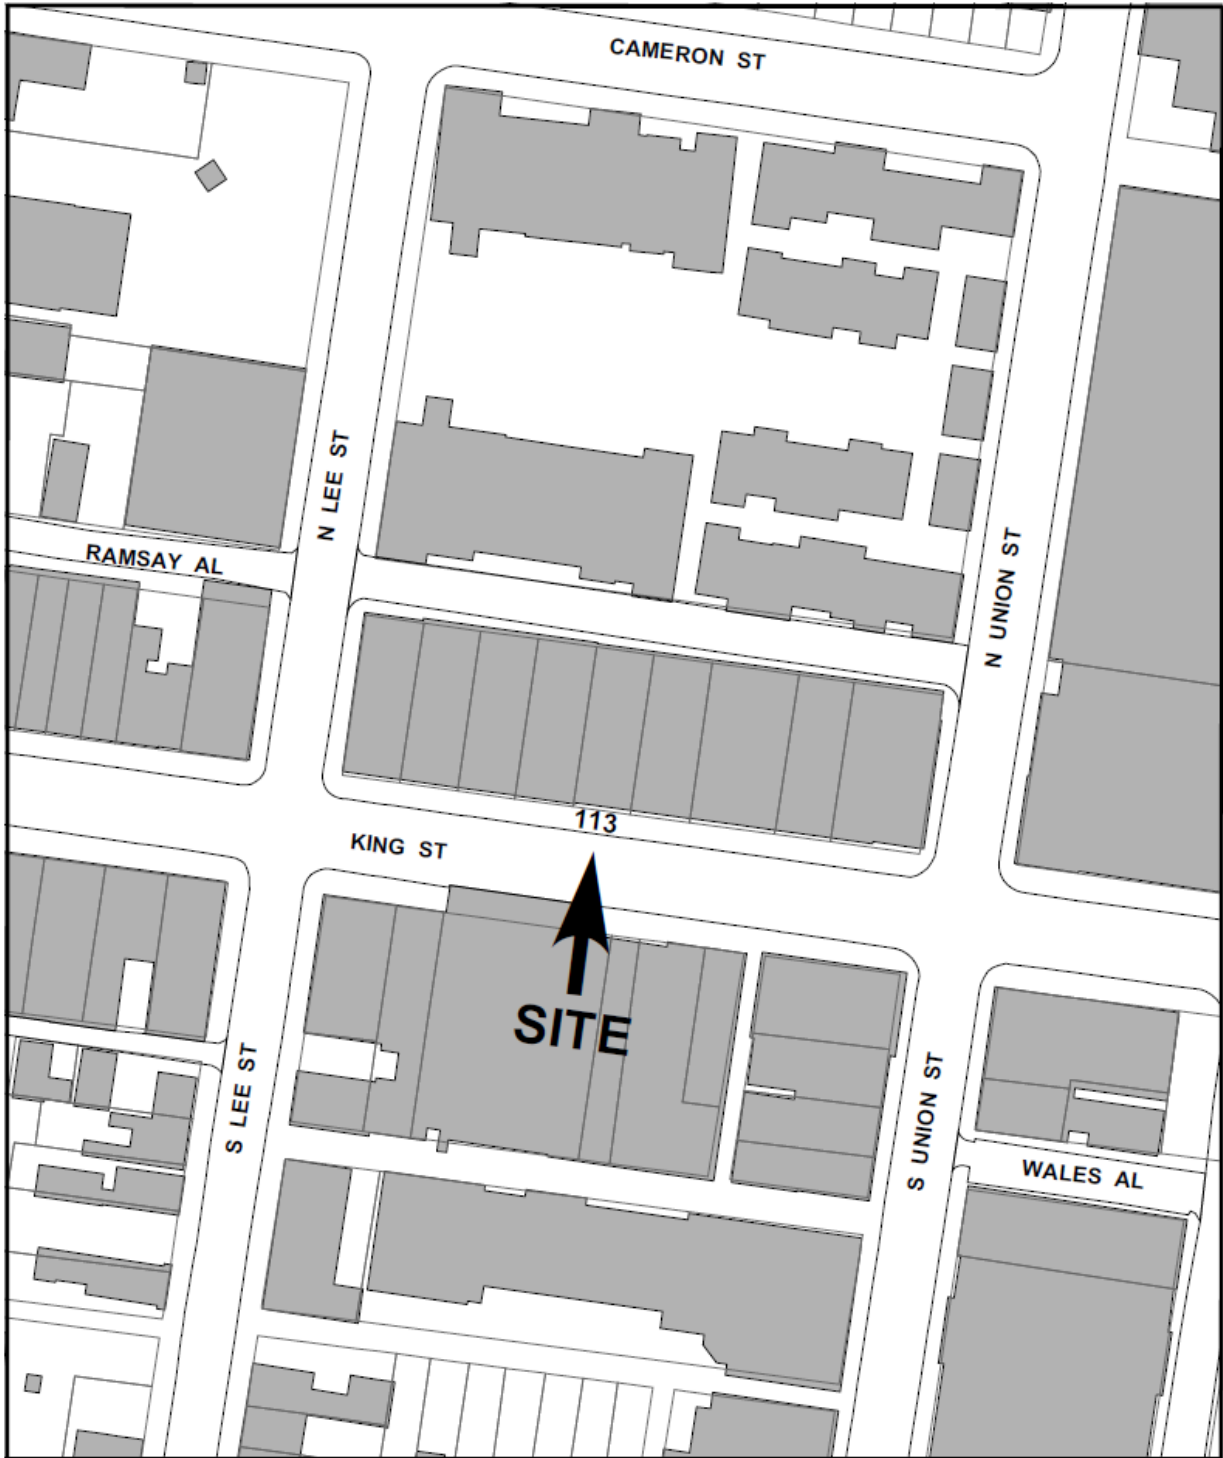 CAMERON ST
N LEE ST
RAMSAY AL
N UNION ST
113
KING ST
SITE
S LEE ST
S UNION ST
WALES AL